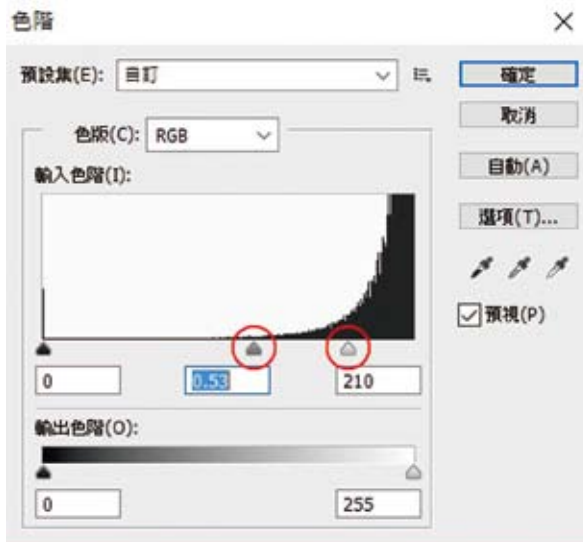 色階
預設集(E): 自訂
確定
取消
色版(C): RGB
自動(A)
輸入色階(I):
選項(T)...
預視(P)
0 0.53 210
輸出色階(O):
0 255